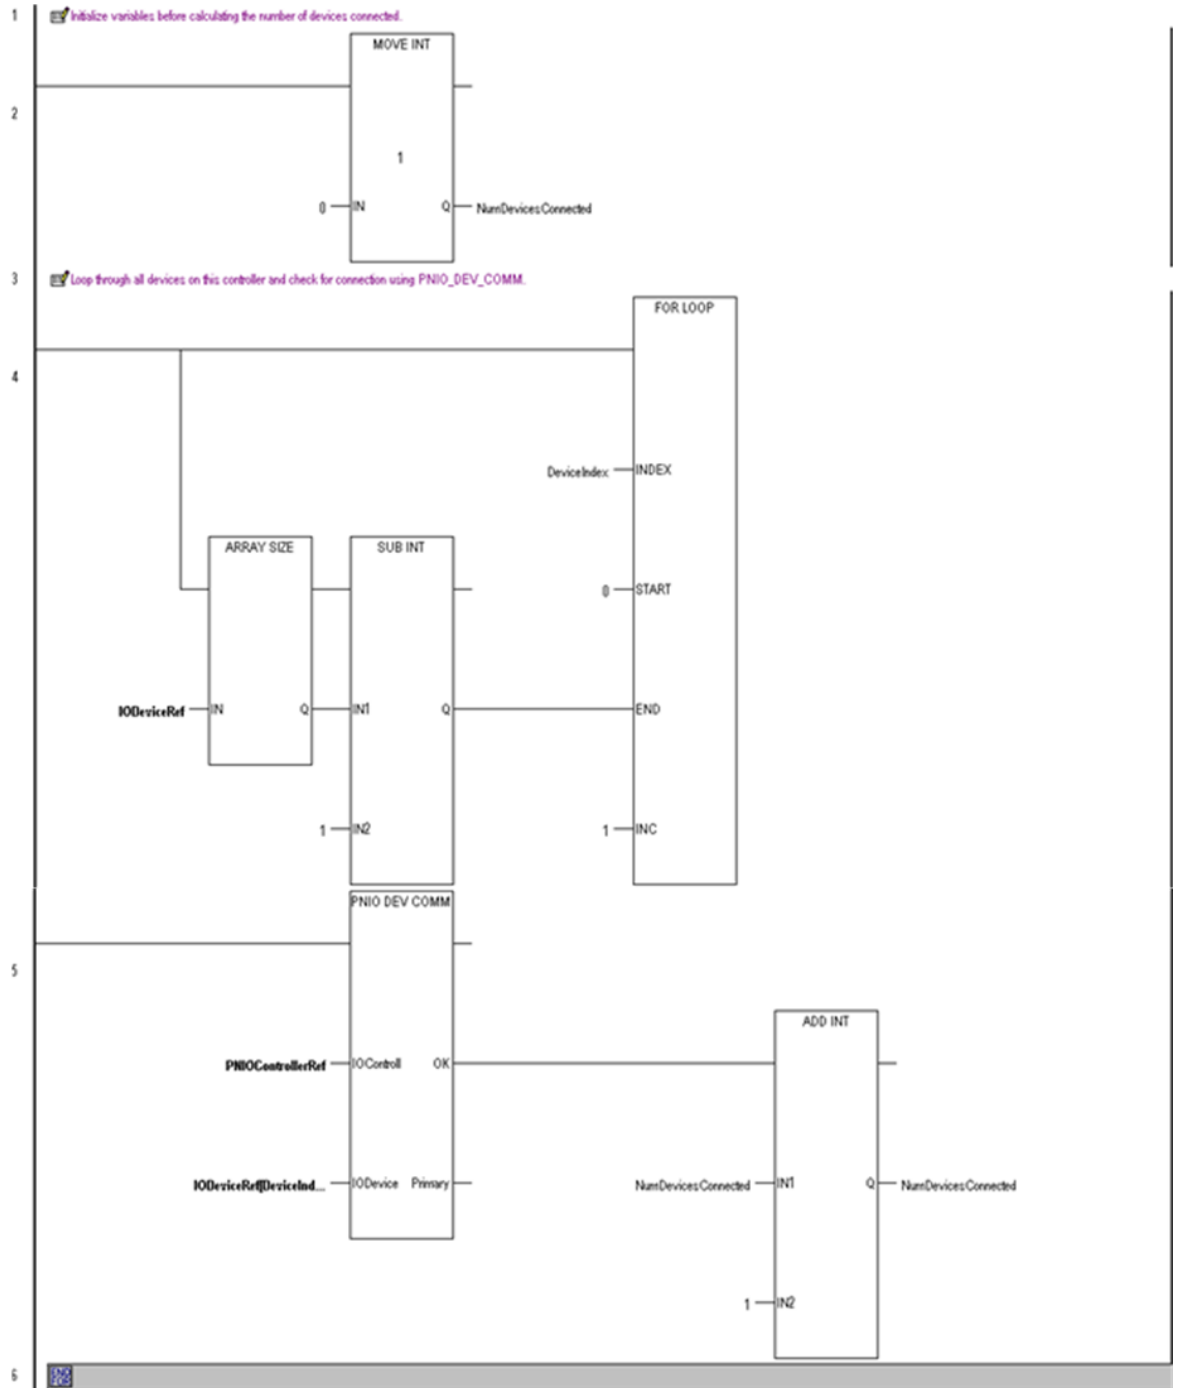 1
Initialize variables before calculating the number of devices connected.
MOVE INT
2
1
0 IN Q NumDevicesConnected
3
Loop through all devices on this controller and check for connection using PNIO_DEV_COMM.
FOR LOOP
4
DeviceIndex INDEX
ARRAY SIZE SUB INT
0 START
IODeviceRef IN Q IN1 Q END
1 IN2 1 INC
PNIO DEV COMM
5
ADD INT
PNIOControllerRef IOControll OK
IODeviceRef[DeviceInd... IODevice Primary NumDevicesConnected IN1 Q NumDevicesConnected
1 IN2
6
END FOR